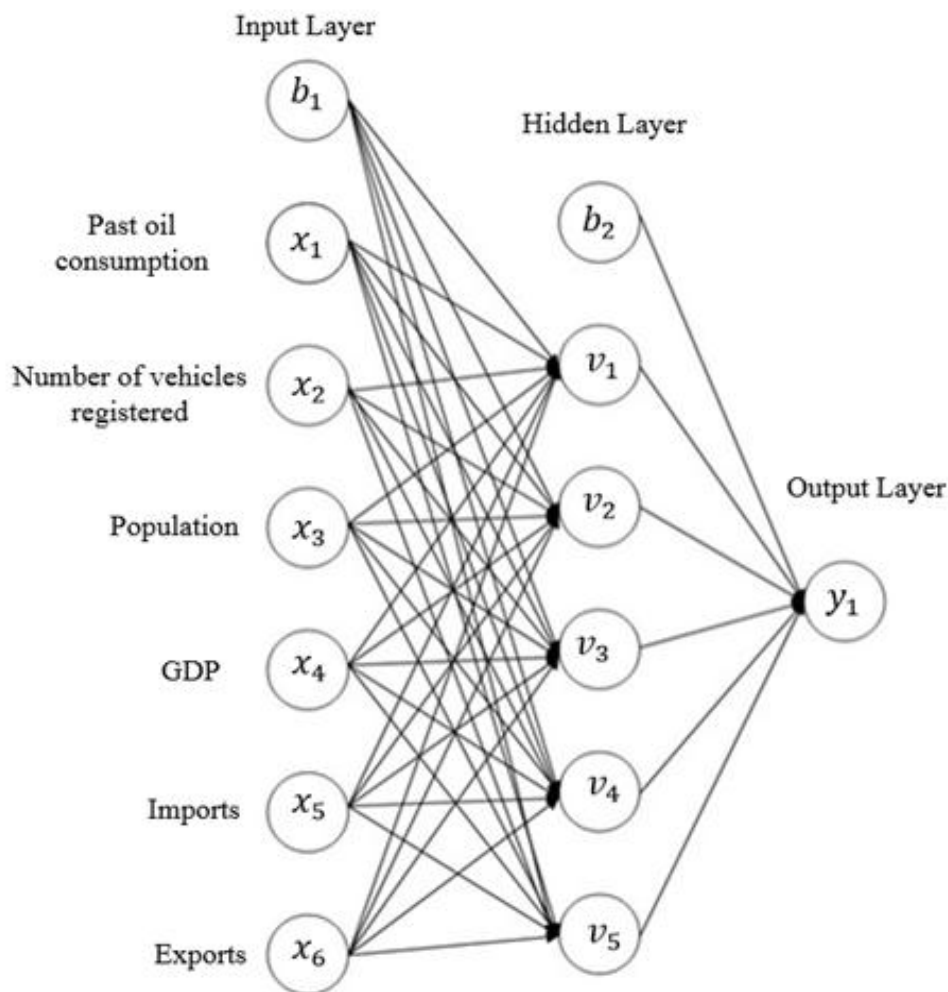 Input Layer
b₁
Hidden Layer
b₂
Past oil
consumption
x₁
v₁
Number of vehicles
registered
x₂
v₂
Output Layer
Population
x₃
y₁
v₃
GDP
x₄
v₄
Imports
x₅
v₅
Exports
x₆